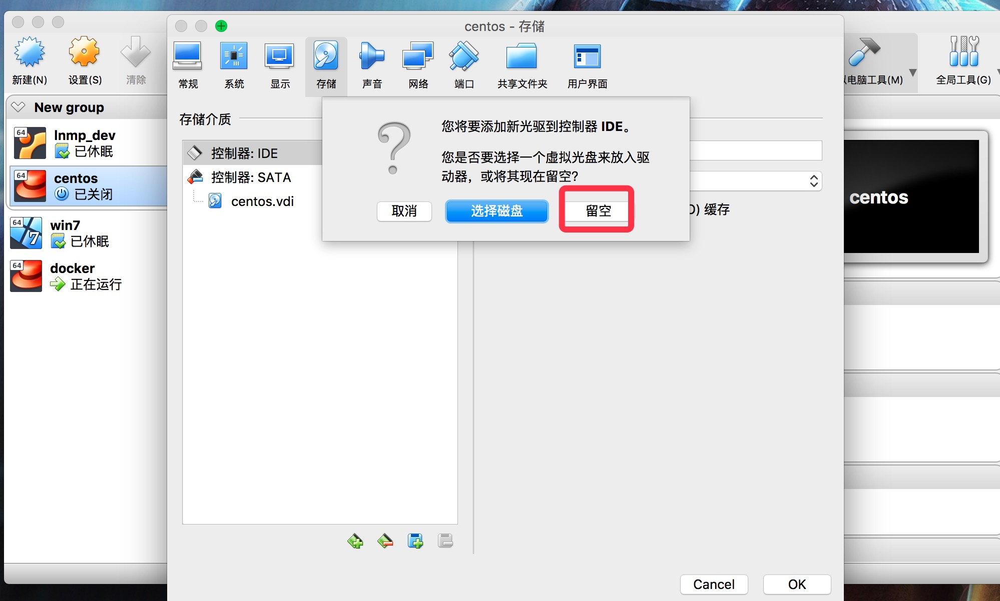 centos - 存储
新建(N)
设置(S)
清除
常规
系统
显示
存储
声音
网络
端口
共享文件夹
用户界面
电脑工具(M)
全局工具(G)
New group
64
lnmp_dev
已休眠
64
centos
已关闭
64
win7
7
已休眠
64
docker
正在运行
存储介质
控制器: IDE
控制器: SATA
centos.vdi
您将要添加新光驱到控制器 IDE。
您是否要选择一个虚拟光盘来放入驱
动器，或将其现在留空？
取消
选择磁盘
留空
) 缓存
centos
Cancel
OK